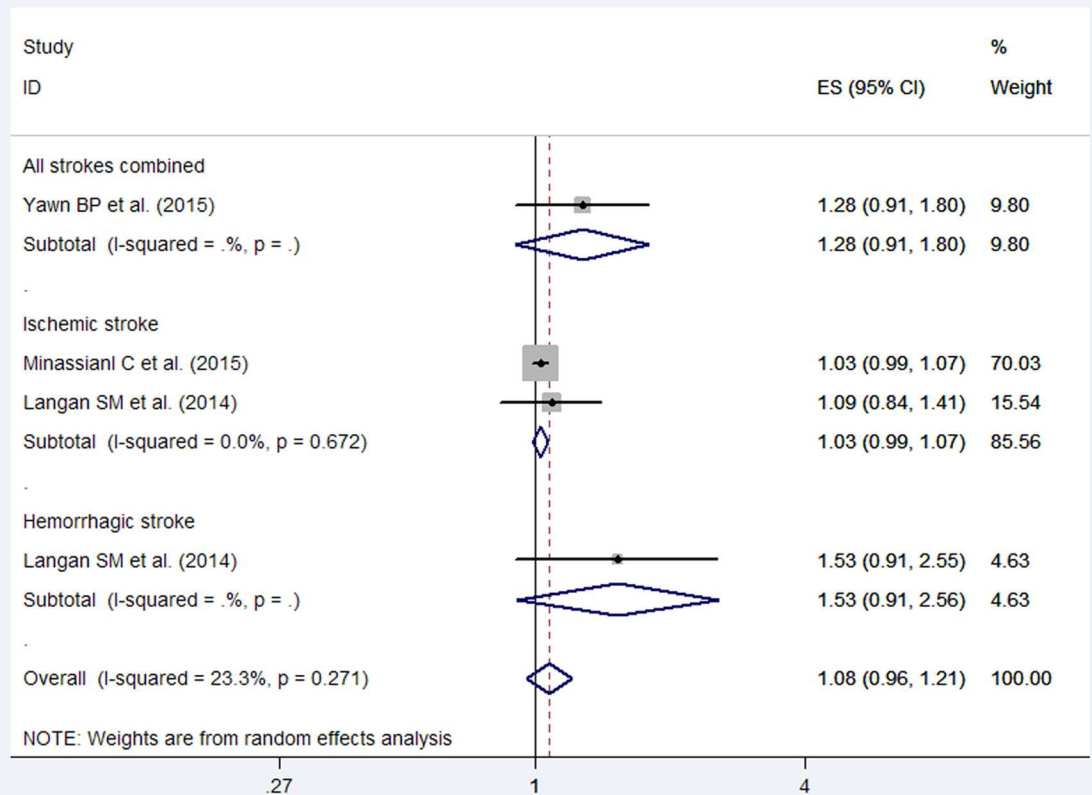 Study %
ID ES (95% CI) Weight
All strokes combined
Yawn BP et al. (2015) 1.28 (0.91, 1.80) 9.80
Subtotal (I-squared = .%, p = .) 1.28 (0.91, 1.80) 9.80
.
Ischemic stroke
Minassianl C et al. (2015) 1.03 (0.99, 1.07) 70.03
Langan SM et al. (2014) 1.09 (0.84, 1.41) 15.54
Subtotal (I-squared = 0.0%, p = 0.672) 1.03 (0.99, 1.07) 85.56
.
Hemorrhagic stroke
Langan SM et al. (2014) 1.53 (0.91, 2.55) 4.63
Subtotal (I-squared = .%, p = .) 1.53 (0.91, 2.56) 4.63
.
Overall (I-squared = 23.3%, p = 0.271) 1.08 (0.96, 1.21) 100.00
NOTE: Weights are from random effects analysis
.27 1 4